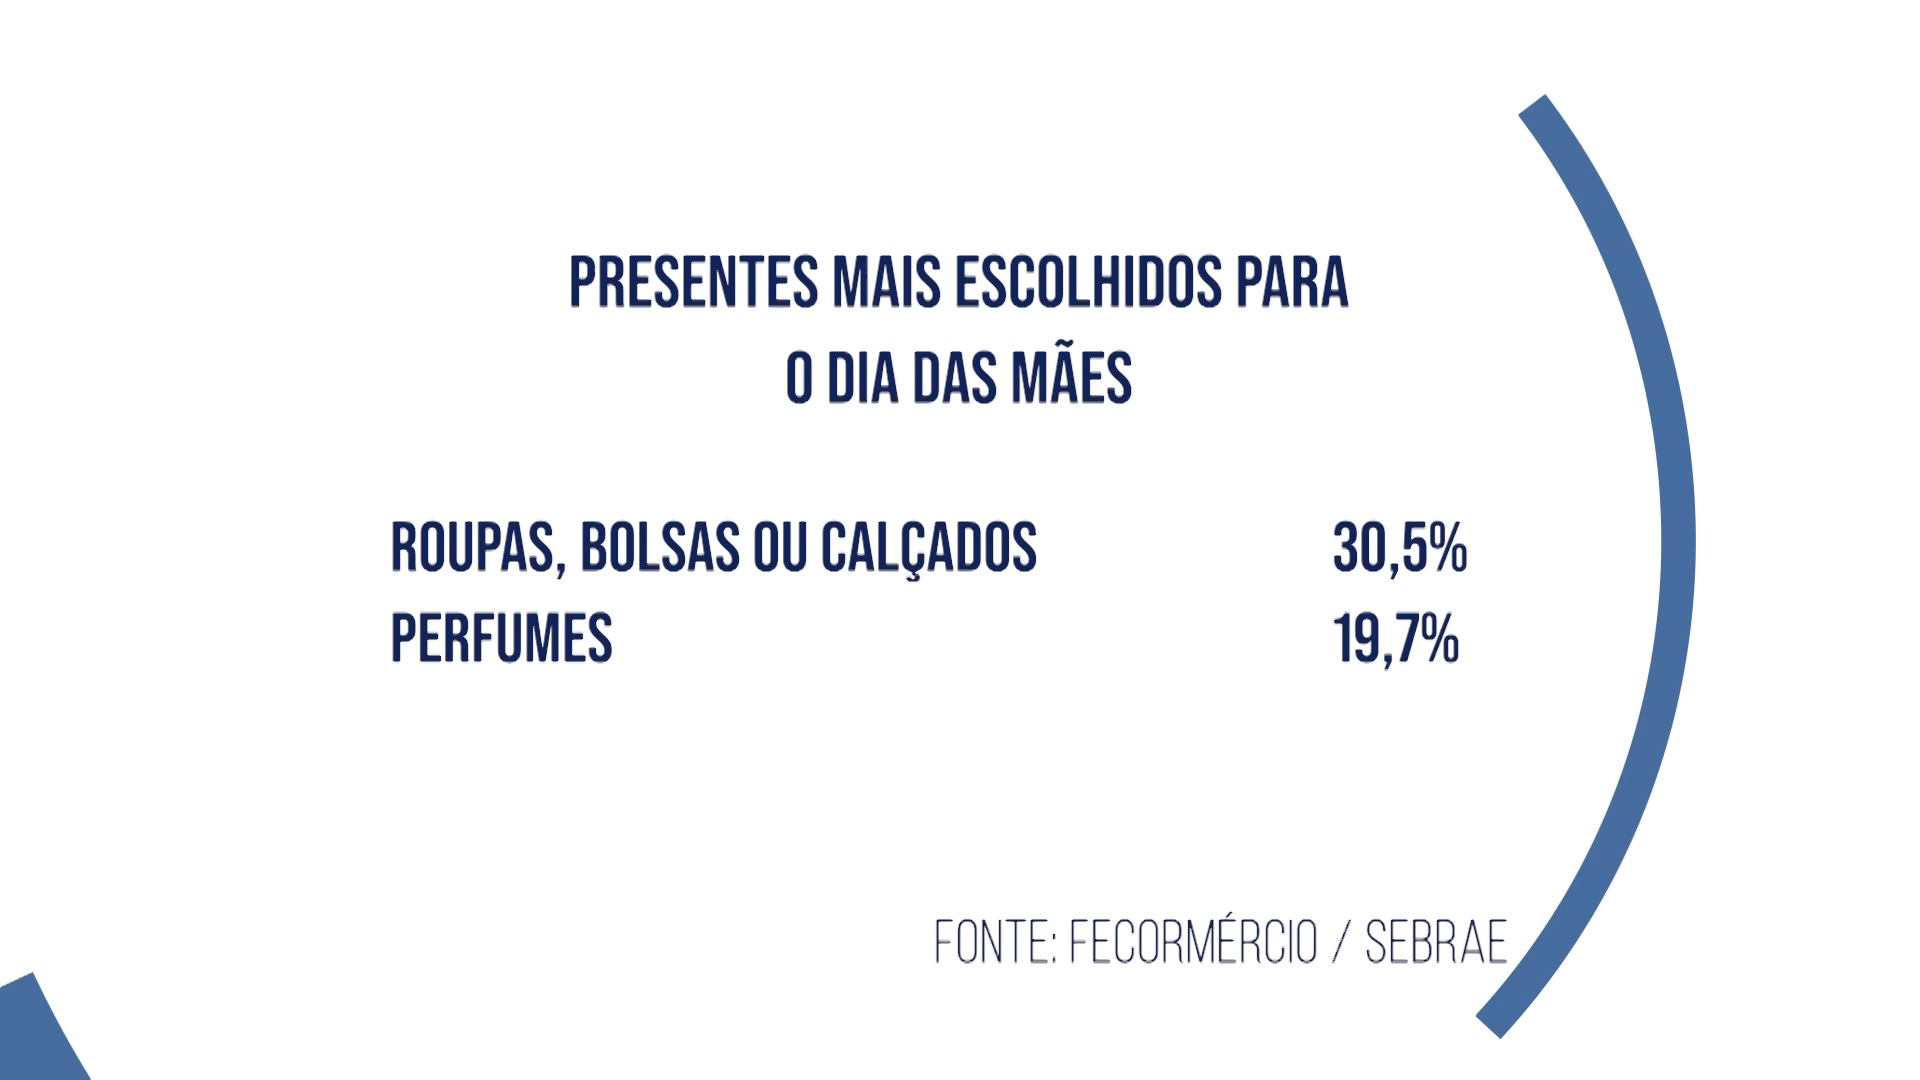 PRESENTES MAIS ESCOLHIDOS PARA
O DIA DAS MÃES
ROUPAS, BOLSAS OU CALÇADOS 30,5%
PERFUMES 19,7%
FONTE: FECORMÉRCIO / SEBRAE